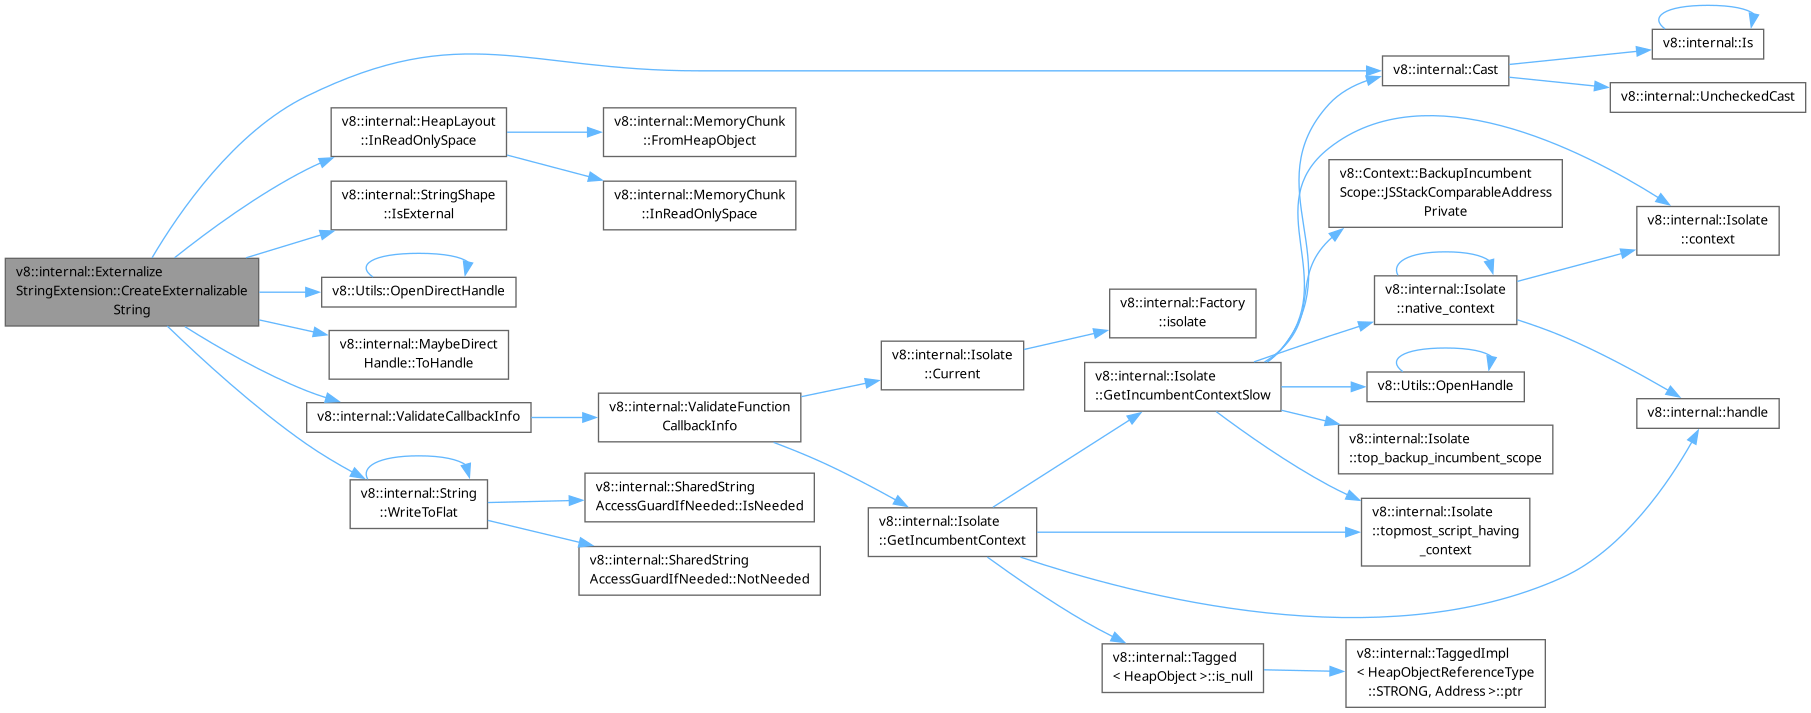 v8::internal::Externalize
StringExtension::CreateExternalizable
String
v8::internal::HeapLayout
::InReadOnlySpace
v8::internal::StringShape
::IsExternal
v8::Utils::OpenDirectHandle
v8::internal::MaybeDirect
Handle::ToHandle
v8::internal::ValidateCallbackInfo
v8::internal::String
::WriteToFlat
v8::internal::MemoryChunk
::FromHeapObject
v8::internal::MemoryChunk
::InReadOnlySpace
v8::internal::ValidateFunction
CallbackInfo
v8::internal::SharedString
AccessGuardIfNeeded::IsNeeded
v8::internal::SharedString
AccessGuardIfNeeded::NotNeeded
v8::internal::Isolate
::Current
v8::internal::Isolate
::GetIncumbentContext
v8::internal::Factory
::isolate
v8::internal::Isolate
::GetIncumbentContextSlow
v8::internal::Tagged
< HeapObject >::is_null
v8::internal::Cast
v8::Context::BackupIncumbent
Scope::JSStackComparableAddress
Private
v8::internal::Isolate
::native_context
v8::Utils::OpenHandle
v8::internal::Isolate
::top_backup_incumbent_scope
v8::internal::Isolate
::topmost_script_having
_context
v8::internal::TaggedImpl
< HeapObjectReferenceType
::STRONG, Address >::ptr
v8::internal::Is
v8::internal::UncheckedCast
v8::internal::Isolate
::context
v8::internal::handle